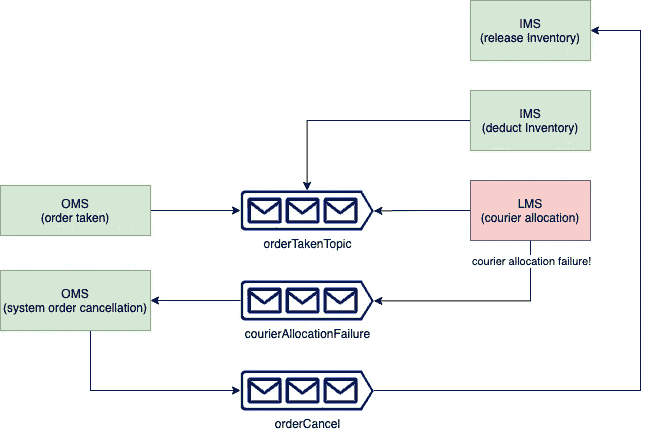 IMS
(release Inventory)
IMS
(deduct Inventory)
OMS
(order taken)
orderTakenTopic
LMS
(courier allocation)
courier allocation failure!
OMS
(system order cancellation)
courierAllocationFailure
orderCancel